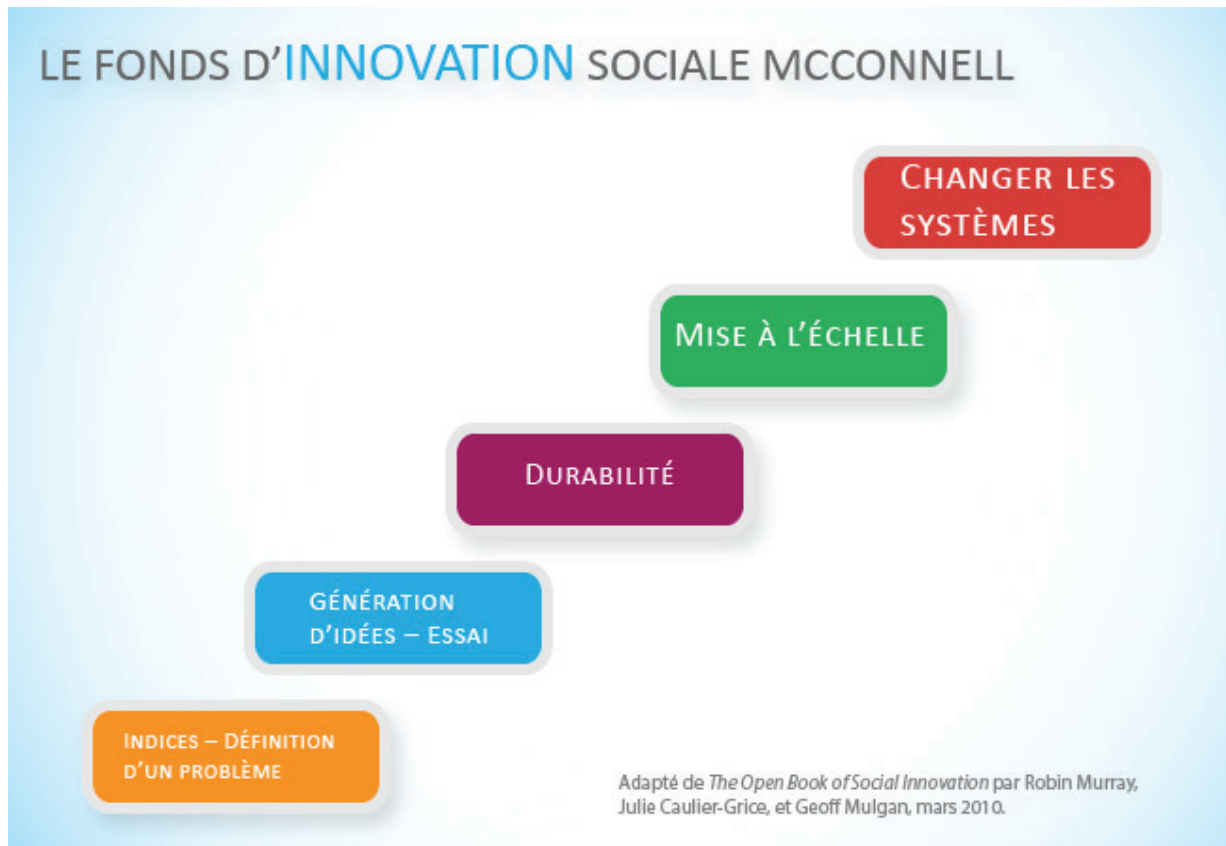 LE FONDS D'INNOVATION SOCIALE MCCONNELL
CHANGER LES
SYSTÈMES
MISE À L'ÉCHELLE
DURABILITÉ
GÉNÉRATION
D'IDÉES – ESSAI
INDICES – DÉFINITION
D'UN PROBLÈME
Adapté de The Open Book of Social Innovation par Robin Murray,
Julie Caulier-Grice, et Geoff Mulgan, mars 2010.